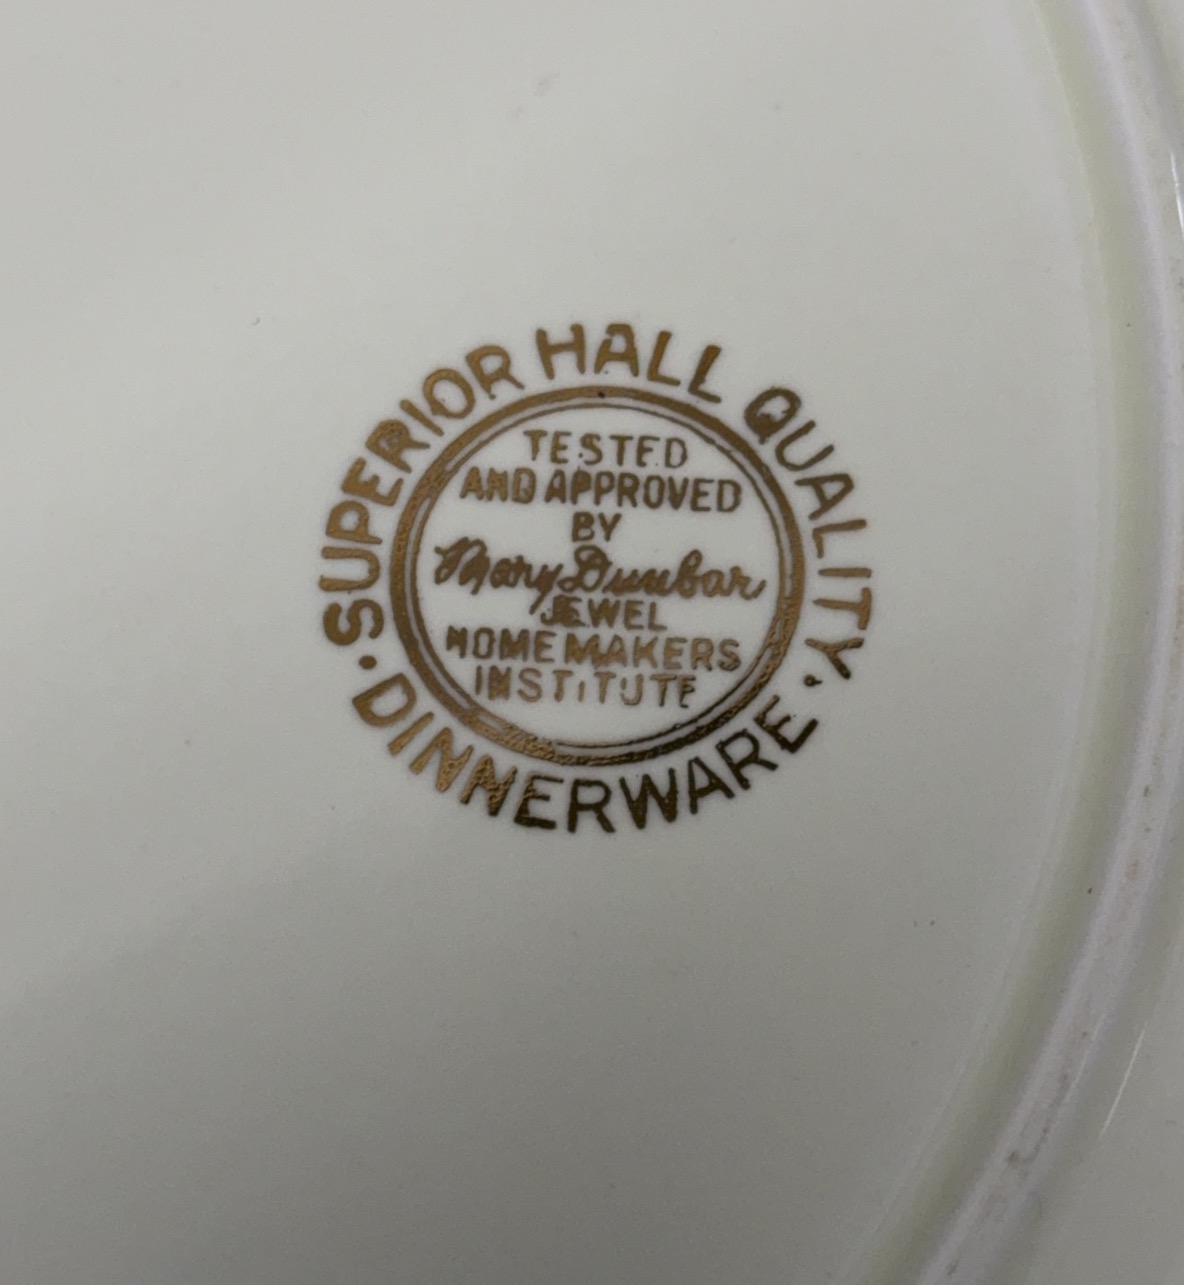 SUPERIOR HALL QUALITY
TESTED
AND APPROVED
BY
Mary Dunbar
JEWEL
HOMEMAKERS
INSTITUTE
· DINNERWARE ·